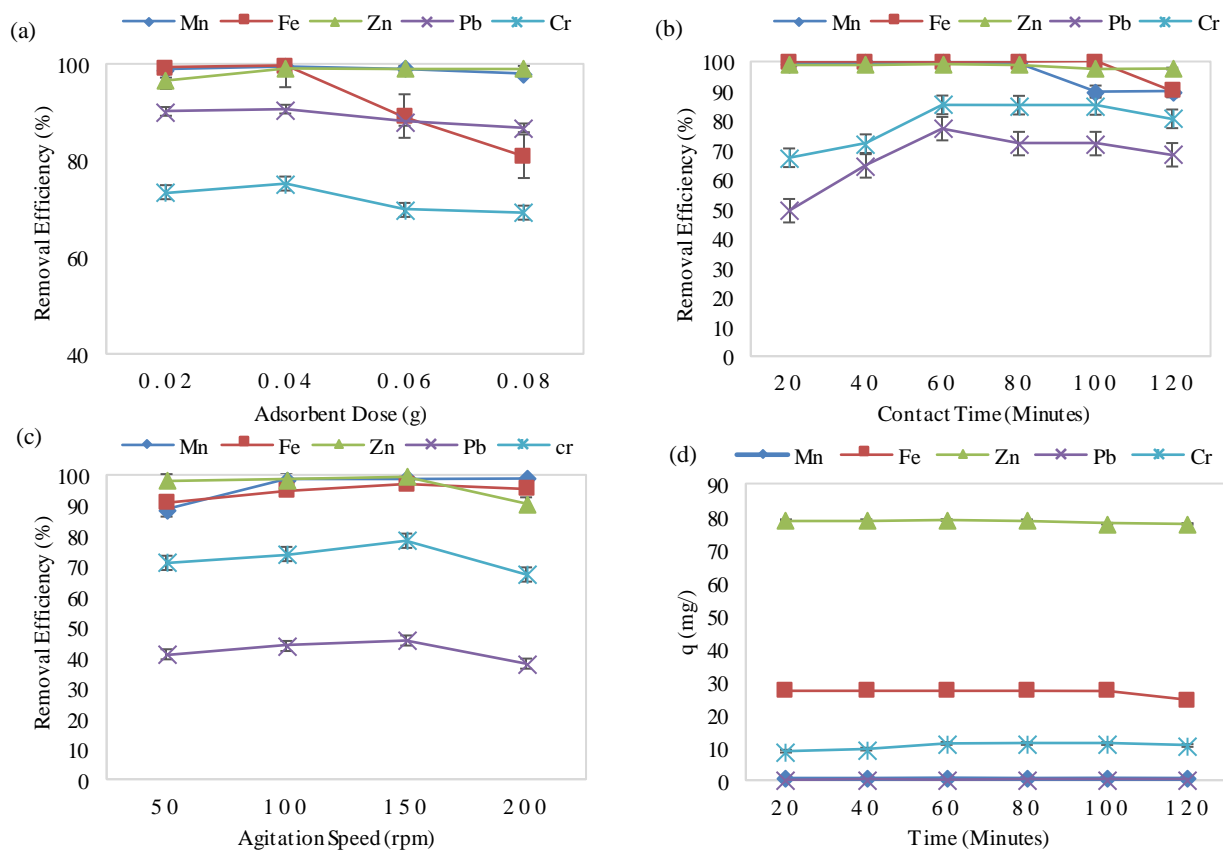 (a)
Mn Fe Zn Pb Cr
100
80
60
40
Removal Efficiency (%)
0.02 0.04 0.06 0.08
Adsorbent Dose (g)
(b)
Mn Fe Zn Pb Cr
100
90
80
70
60
50
40
30
20
10
0
Removal Efficiency (%)
20 40 60 80 100 120
Contact Time (Minutes)
(c)
Mn Fe Zn Pb cr
100
90
80
70
60
50
40
30
20
10
0
Removal Efficiency (%)
50 100 150 200
Agitation Speed (rpm)
(d)
Mn Fe Zn Pb Cr
90
80
70
60
50
40
30
20
10
0
q (mg/)
20 40 60 80 100 120
Time (Minutes)